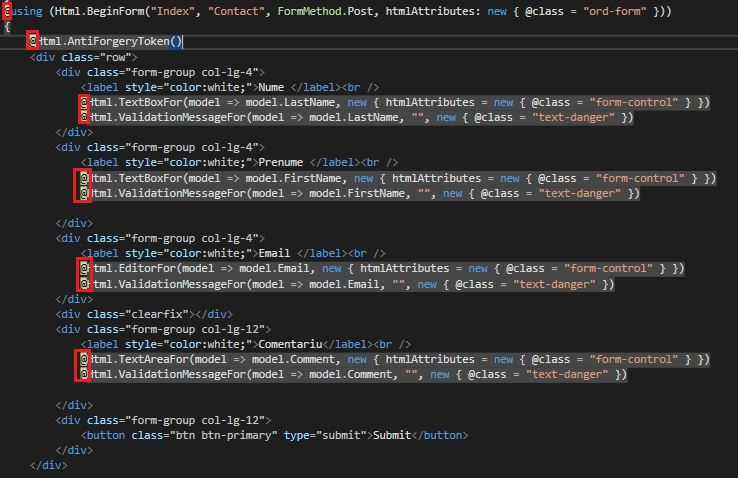 @using (Html.BeginForm("Index", "Contact", FormMethod.Post, htmlAttributes: new { @class = "ord-form" }))
{
@Html.AntiForgeryToken()
<div class="row">
<div class="form-group col-lg-4">
<label style="color:white;">Nume </label><br />
@Html.TextBoxFor(model => model.LastName, new { htmlAttributes = new { @class = "form-control" } })
@Html.ValidationMessageFor(model => model.LastName, "", new { @class = "text-danger" })
</div>
<div class="form-group col-lg-4">
<label style="color:white;">Prenume </label><br />
@Html.TextBoxFor(model => model.FirstName, new { htmlAttributes = new { @class = "form-control" } })
@Html.ValidationMessageFor(model => model.FirstName, "", new { @class = "text-danger" })
</div>
<div class="form-group col-lg-4">
<label style="color:white;">Email </label><br />
@Html.EditorFor(model => model.Email, new { htmlAttributes = new { @class = "form-control" } })
@Html.ValidationMessageFor(model => model.Email, "", new { @class = "text-danger" })
</div>
<div class="clearfix"></div>
<div class="form-group col-lg-12">
<label style="color:white;">Comentariu</label><br />
@Html.TextAreaFor(model => model.Comment, new { htmlAttributes = new { @class = "form-control" } })
@Html.ValidationMessageFor(model => model.Comment, "", new { @class = "text-danger" })
</div>
<div class="form-group col-lg-12">
<button class="btn btn-primary" type="submit">Submit</button>
</div>
</div>